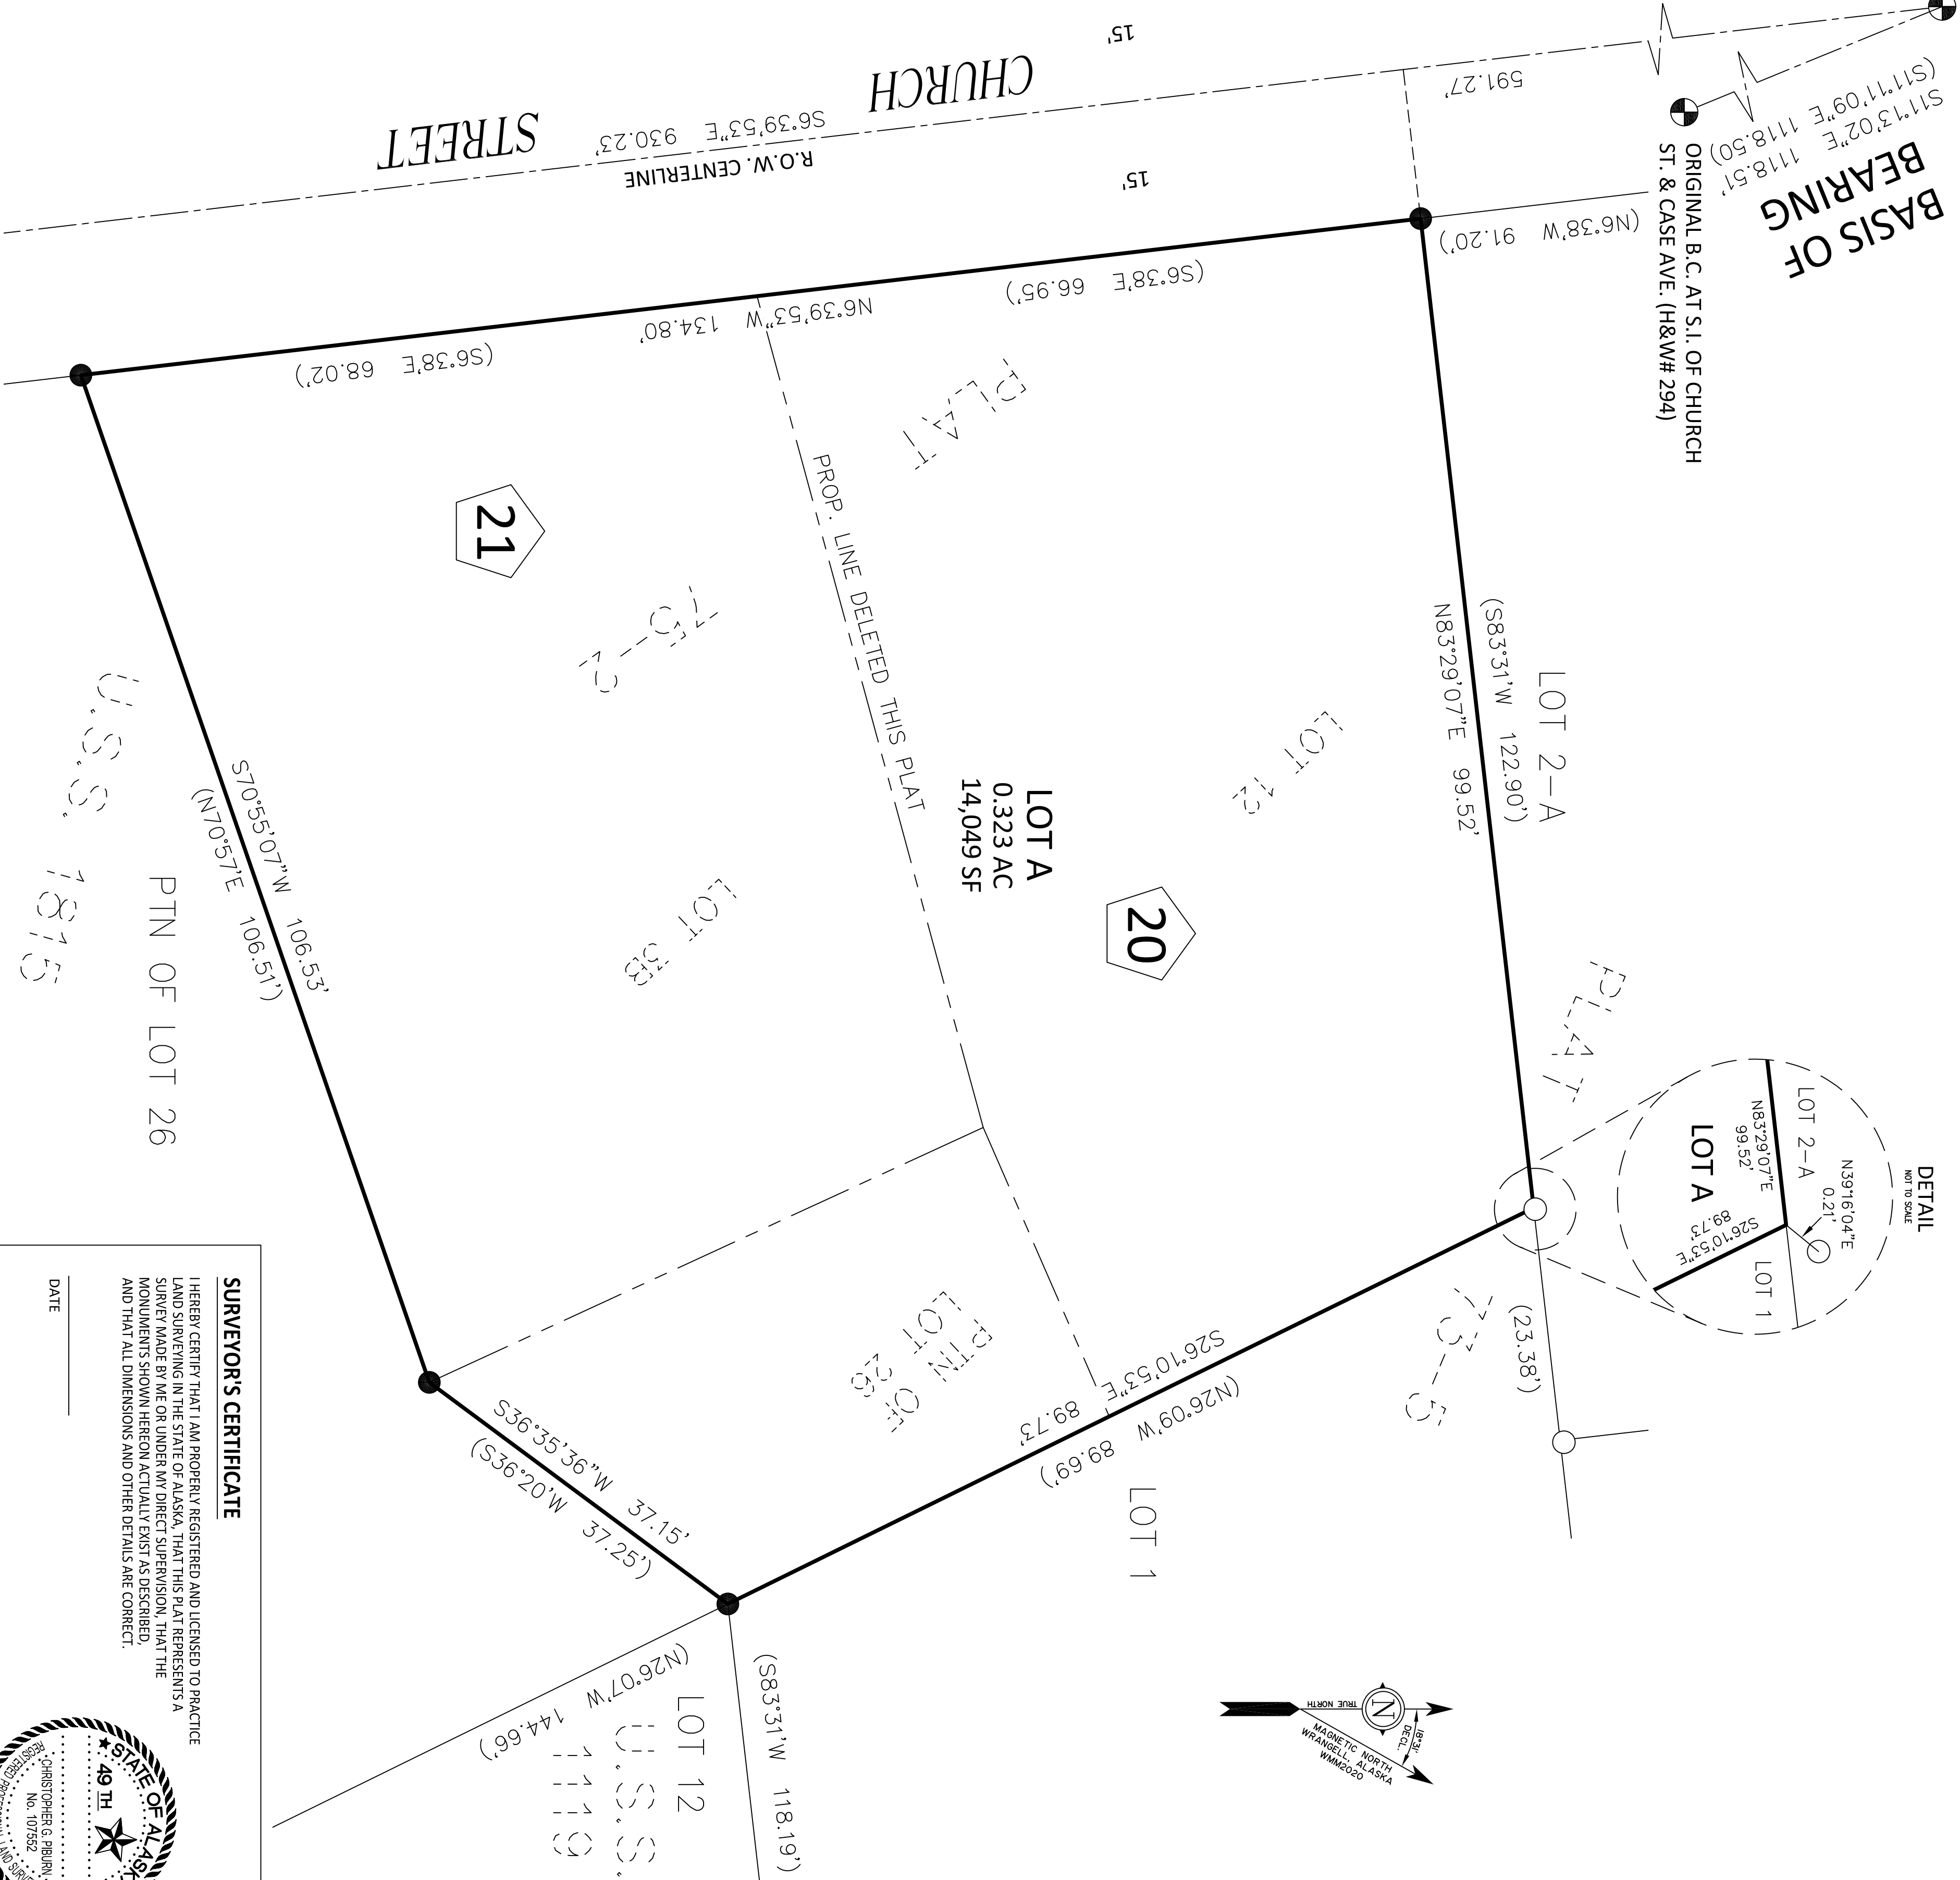 BASIS OF
BEARING
S11°13'02"E 1118.51'
(S11°11'09"E 1118.50)
ORIGINAL B.C. AT S.I. OF CHURCH
ST. & CASE AVE. (H&W# 294)
591.27'
15'
CHURCH
STREET
S6°39'53"E 930.23'
R.O.W. CENTERLINE
15'
(N6°38'W 91.20')
(S6°38'E 66.95')
N6°39'53"W 134.80'
(S6°38'E 68.02')
LOT 2-A
(S83°31'W 122.90')
N83°29'07"E 99.52'
PLAT
75-2
PROP. LINE DELETED THIS PLAT
21
LOT 12
LOT A
0.323 AC
14,049 SF
20
LOT 3B
S70°55'07"W 106.53'
(N70°57'E 106.51')
U.S.S. 1815
PTN OF LOT 26
PLAT
73-5
DETAIL
NOT TO SCALE
N39°16'04"E
0.21'
LOT 2-A
N83°29'07"E
99.52'
LOT A
S26°10'53"E
89.73'
LOT 1
(23.38')
S26°10'53"E 89.73'
(N26°09'W 89.69')
PTN OF
LOT 26
LOT 1
S36°35'36"W 37.15'
(S36°20'W 37.25')
(N26°07'W 144.66')
(S83°31'W 118.19')
LOT 12
U.S.S.
1119
TRUE NORTH
N
18°31'
DECL.
MAGNETIC NORTH
WRANGELL, ALASKA
WMM2020
SURVEYOR'S CERTIFICATE
I HEREBY CERTIFY THAT I AM PROPERLY REGISTERED AND LICENSED TO PRACTICE
LAND SURVEYING IN THE STATE OF ALASKA, THAT THIS PLAT REPRESENTS A
SURVEY MADE BY ME OR UNDER MY DIRECT SUPERVISION, THAT THE
MONUMENTS SHOWN HEREON ACTUALLY EXIST AS DESCRIBED,
AND THAT ALL DIMENSIONS AND OTHER DETAILS ARE CORRECT.
DATE
STATE OF ALASK
49 TH
CHRISTOPHER G. PIBURN
No. 107552
REGISTERED PROFESSIONAL LAND SURVE